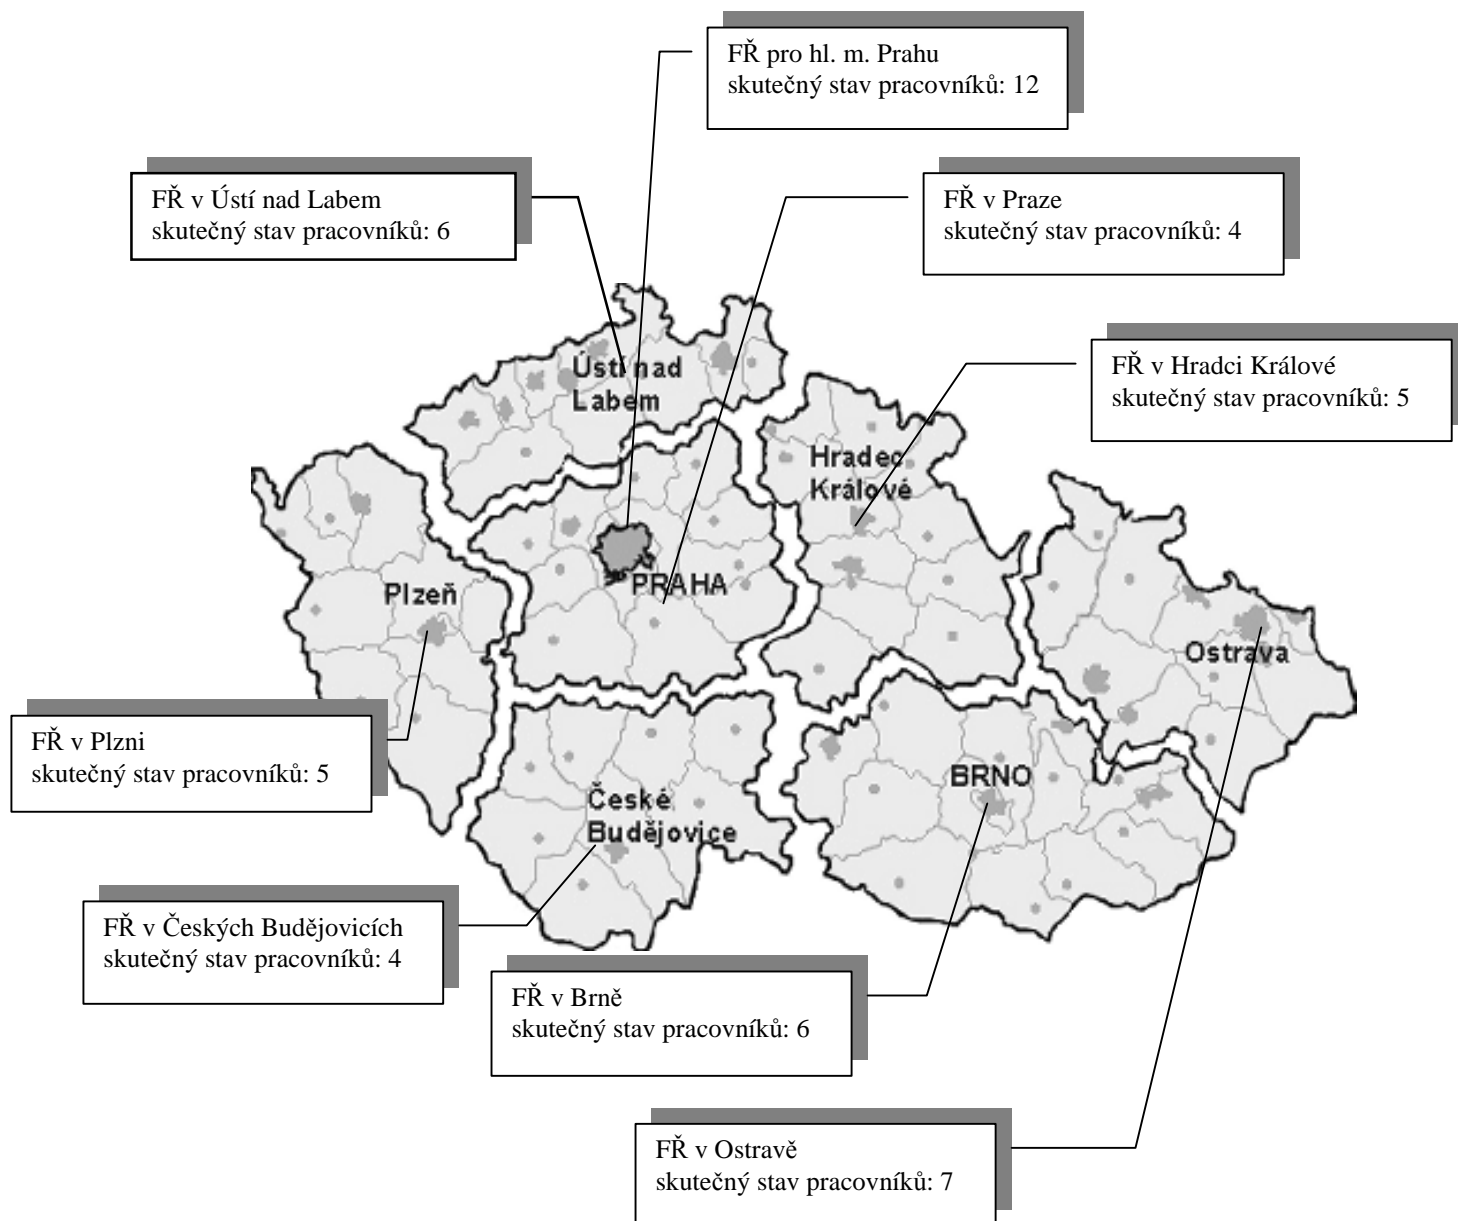 FŘ pro hl. m. Prahu
skutečný stav pracovníků: 12
FŘ v Ústí nad Labem
skutečný stav pracovníků: 6
FŘ v Praze
skutečný stav pracovníků: 4
FŘ v Hradci Králové
skutečný stav pracovníků: 5
Ústí nad
Labem
Hradec
Králové
PRAHA
Plzeň
Ostrava
FŘ v Plzni
skutečný stav pracovníků: 5
BRNO
České
Budějovice
FŘ v Českých Budějovicích
skutečný stav pracovníků: 4
FŘ v Brně
skutečný stav pracovníků: 6
FŘ v Ostravě
skutečný stav pracovníků: 7